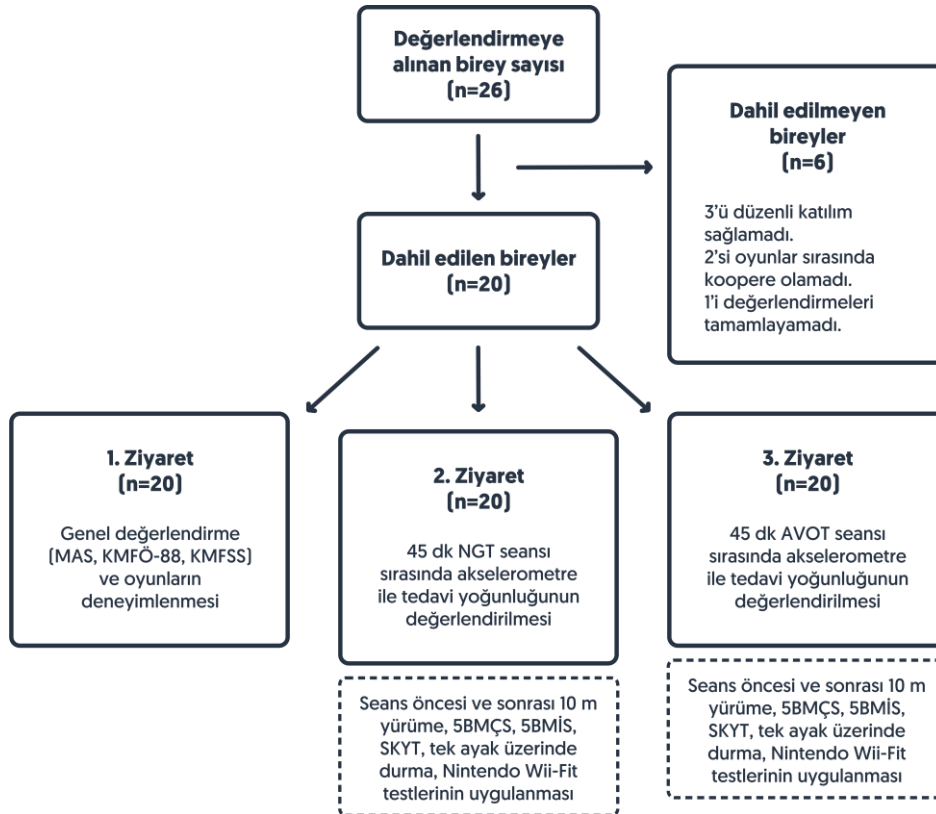 Değerlendirmeye
alınan birey sayısı
(n=26)
Dahil edilmeyen
bireyler
(n=6)
3'ü düzenli katılım
sağlamadı.
2'si oyunlar sırasında
koopere olamadı.
1'i değerlendirmeleri
tamamlayamadı.
Dahil edilen bireyler
(n=20)
1. Ziyaret
(n=20)
Genel değerlendirme
(MAS, KMFÖ-88, KMFSS)
ve oyunların
deneyimlenmesi
2. Ziyaret
(n=20)
45 dk NGT seansı
sırasında akselerometre
ile tedavi yoğunluğunun
değerlendirilmesi
Seans öncesi ve sonrası 10 m
yürüme, 5BMÇS, 5BMİS,
SKYT, tek ayak üzerinde
durma, Nintendo Wii-Fit
testlerinin uygulanması
3. Ziyaret
(n=20)
45 dk AVOT seansı
sırasında akselerometre
ile tedavi yoğunluğunun
değerlendirilmesi
Seans öncesi ve sonrası 10 m
yürüme, 5BMÇS, 5BMİS,
SKYT, tek ayak üzerinde
durma, Nintendo Wii-Fit
testlerinin uygulanması